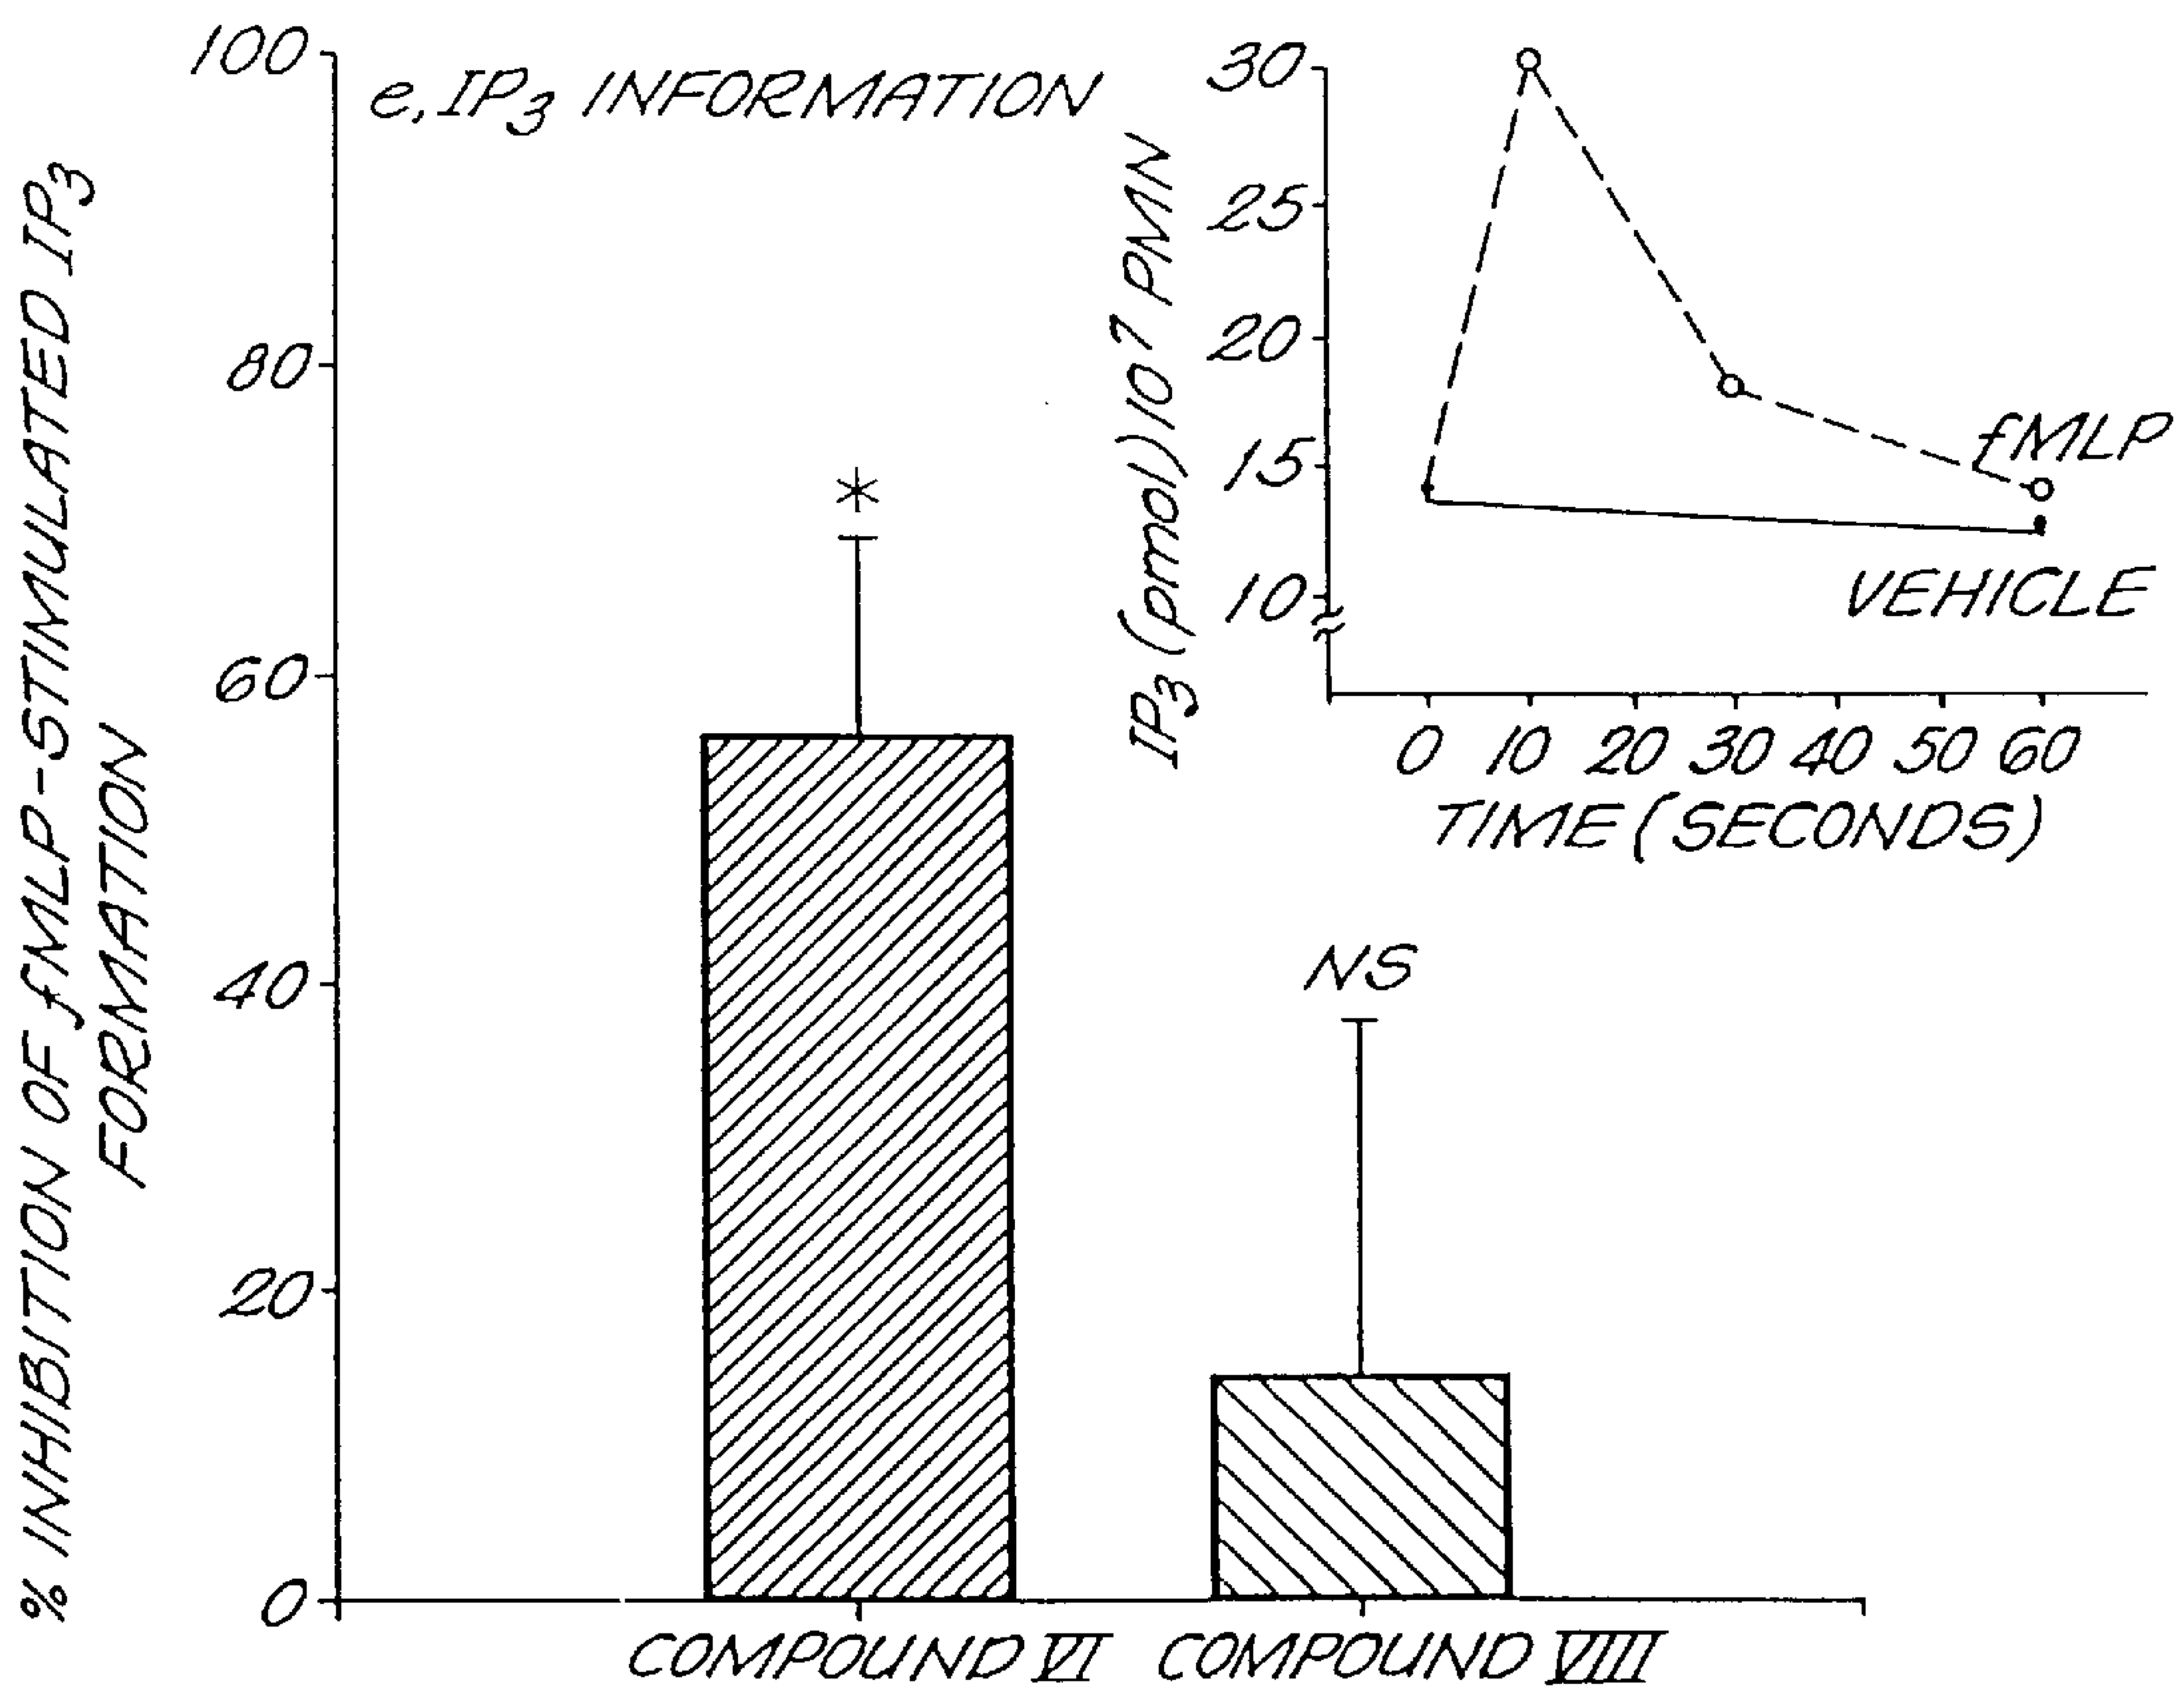 % INHIBITION OF fMLP-STIMULATED IP3
FORMATION
100
80
60
40
20
0
e, IP3 INFORMATION
*
NS
COMPOUND VI
COMPOUND VIII
IP3 (pmol)10^7 PMN
30
25
20
15
10
fMLP
VEHICLE
0 10 20 30 40 50 60
TIME (SECONDS)